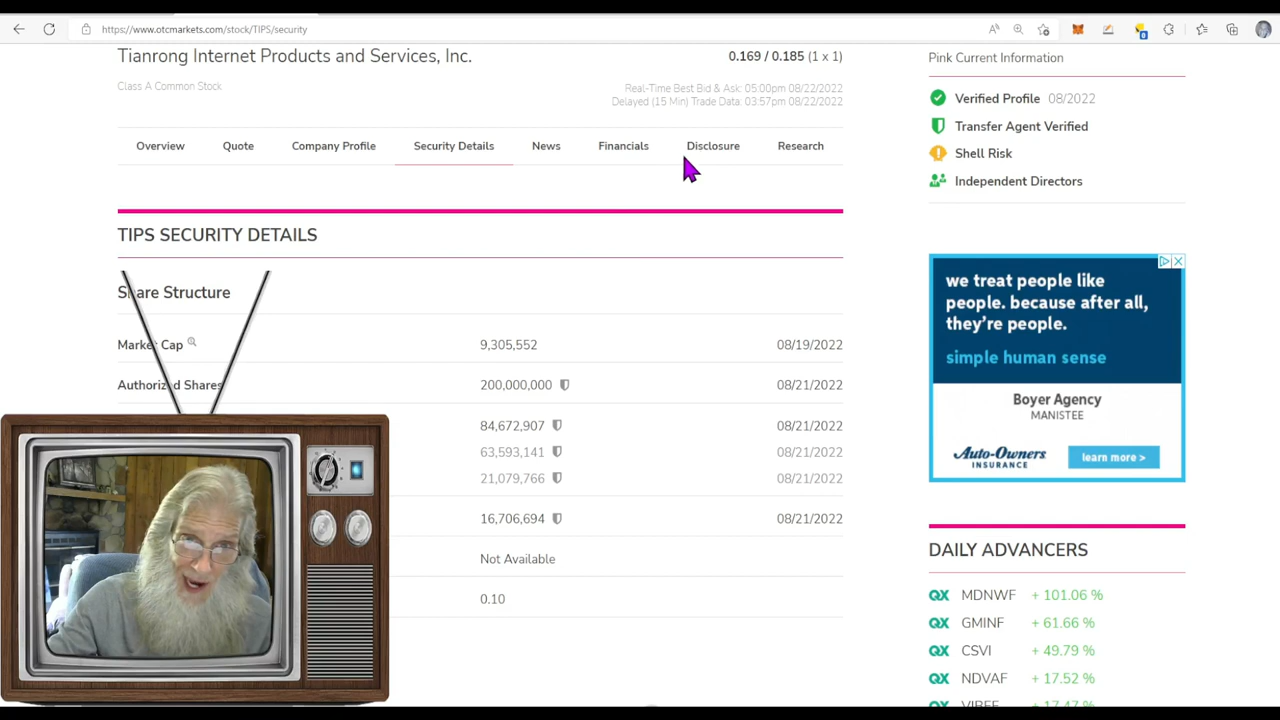 https://www.otcmarkets.com/stock/TIPS/security
Tianrong Internet Products and Services, Inc.
0.169 / 0.185 (1 x 1)
Class A Common Stock
Real-Time Best Bid & Ask: 05:00pm 08/22/2022
Delayed (15 Min) Trade Data: 03:57pm 08/22/2022
Overview Quote Company Profile Security Details News Financials Disclosure Research
TIPS SECURITY DETAILS
Share Structure
Market Cap 9,305,552 08/19/2022
Authorized Shares 200,000,000 08/21/2022
84,672,907 08/21/2022
63,593,141 08/21/2022
21,079,766 08/21/2022
16,706,694 08/21/2022
Not Available
0.10
Pink Current Information
Verified Profile 08/2022
Transfer Agent Verified
Shell Risk
Independent Directors
we treat people like
people. because after all,
they're people.
simple human sense
Boyer Agency
MANISTEE
Auto-Owners
INSURANCE
learn more >
DAILY ADVANCERS
QX MDNWF + 101.06 %
QX GMINF + 61.66 %
QX CSVI + 49.79 %
QX NDVAF + 17.52 %